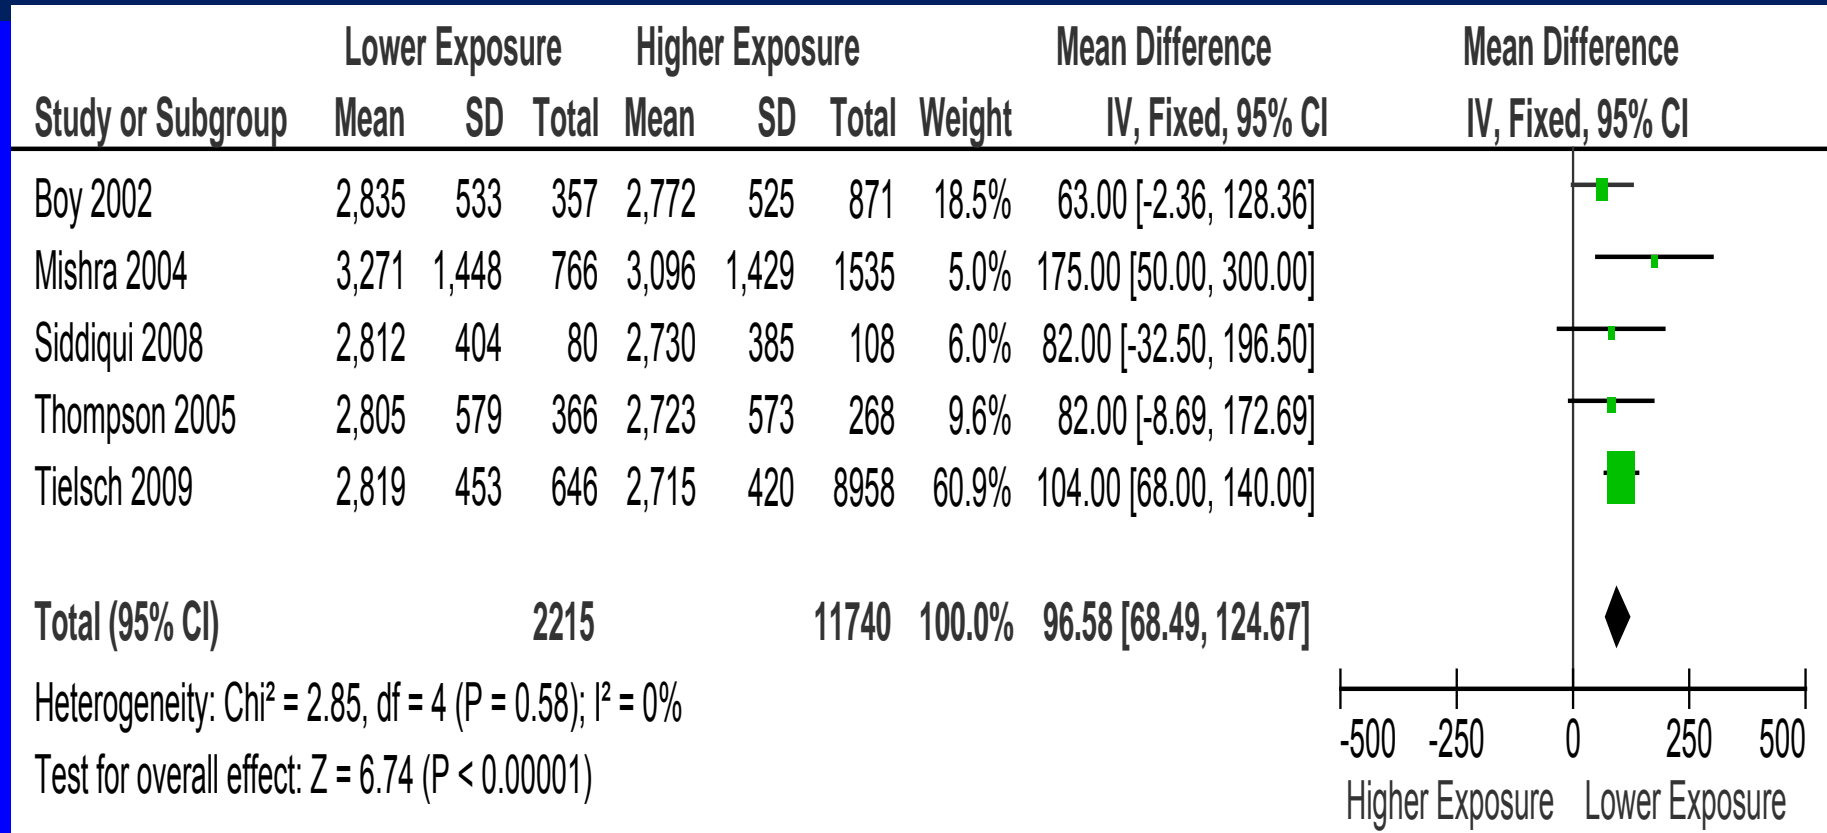 Lower Exposure Higher Exposure Mean Difference Mean Difference
Study or Subgroup Mean SD Total Mean SD Total Weight IV, Fixed, 95% CI IV, Fixed, 95% CI
Boy 2002 2,835 533 357 2,772 525 871 18.5% 63.00 [-2.36, 128.36]
Mishra 2004 3,271 1,448 766 3,096 1,429 1535 5.0% 175.00 [50.00, 300.00]
Siddiqui 2008 2,812 404 80 2,730 385 108 6.0% 82.00 [-32.50, 196.50]
Thompson 2005 2,805 579 366 2,723 573 268 9.6% 82.00 [-8.69, 172.69]
Tielsch 2009 2,819 453 646 2,715 420 8958 60.9% 104.00 [68.00, 140.00]
Total (95% CI) 2215 11740 100.0% 96.58 [68.49, 124.67]
Heterogeneity: Chi² = 2.85, df = 4 (P = 0.58); I² = 0%
Test for overall effect: Z = 6.74 (P < 0.00001)
-500 -250 0 250 500
Higher Exposure Lower Exposure